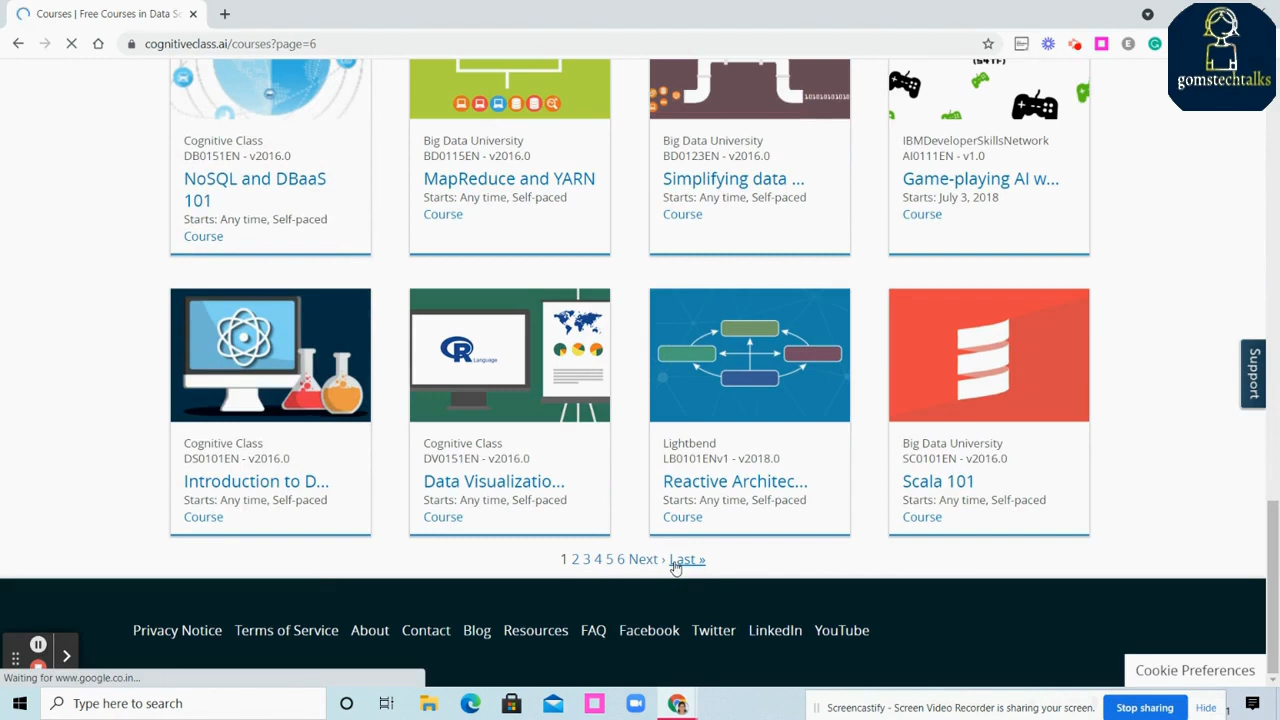 Courses | Free Courses in Data Sc
cognitiveclass.ai/courses?page=6
gomstechtalks
101010101010
Cognitive Class
DB0151EN - v2016.0
NoSQL and DBaaS
101
Starts: Any time, Self-paced
Course
Big Data University
BD0115EN - v2016.0
MapReduce and YARN
Starts: Any time, Self-paced
Course
Big Data University
BD0123EN - v2016.0
Simplifying data ...
Starts: Any time, Self-paced
Course
IBMDeveloperSkillsNetwork
AI0111EN - v1.0
Game-playing AI w...
Starts: July 3, 2018
Course
R Language
Cognitive Class
DS0101EN - v2016.0
Introduction to D...
Starts: Any time, Self-paced
Course
Cognitive Class
DV0151EN - v2016.0
Data Visualizatio...
Starts: Any time, Self-paced
Course
Lightbend
LB0101ENv1 - v2018.0
Reactive Architec...
Starts: Any time, Self-paced
Course
Big Data University
SC0101EN - v2016.0
Scala 101
Starts: Any time, Self-paced
Course
Support
1 2 3 4 5 6 Next › Last »
Privacy Notice Terms of Service About Contact Blog Resources FAQ Facebook Twitter LinkedIn YouTube
Cookie Preferences
Waiting for www.google.co.in...
Type here to search
Screencastify - Screen Video Recorder is sharing your screen.
Stop sharing
Hide